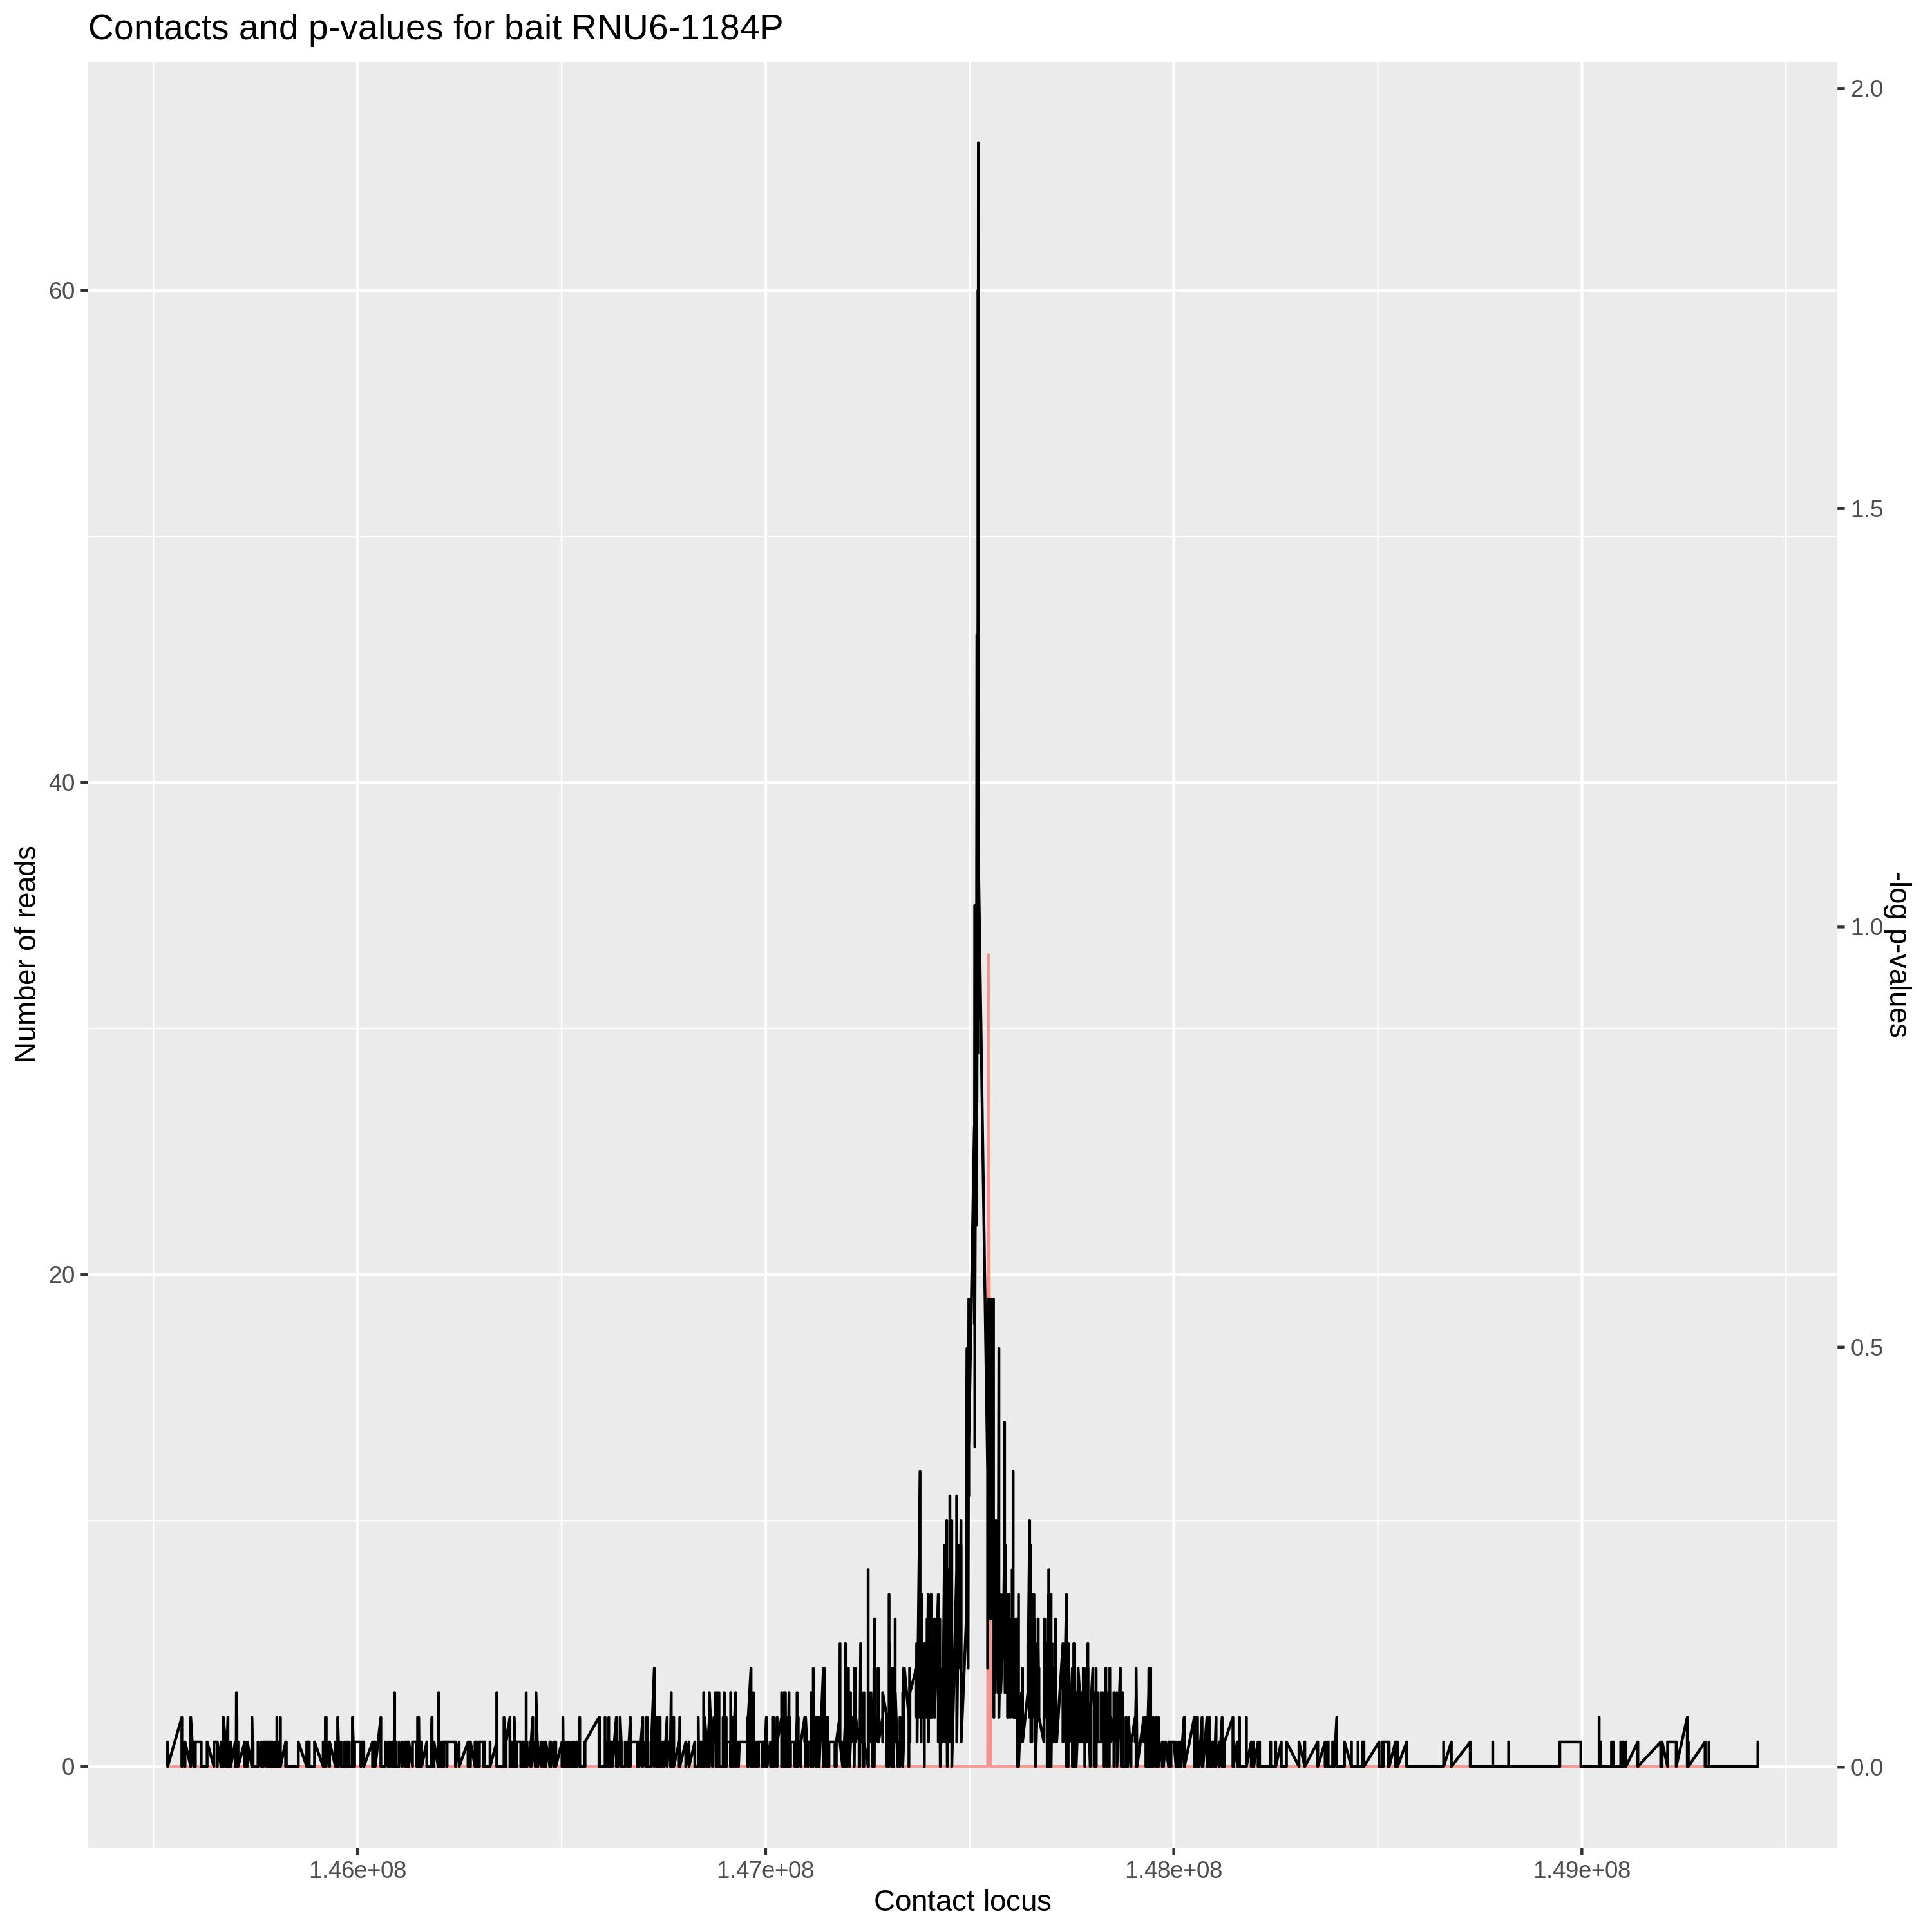 Contacts and p-values for bait RNU6-1184P
2.0
60
1.5
40
Number of reads
-log p-values
1.0
20
0.5
0
0.0
1.46e+08
1.47e+08
1.48e+08
1.49e+08
Contact locus